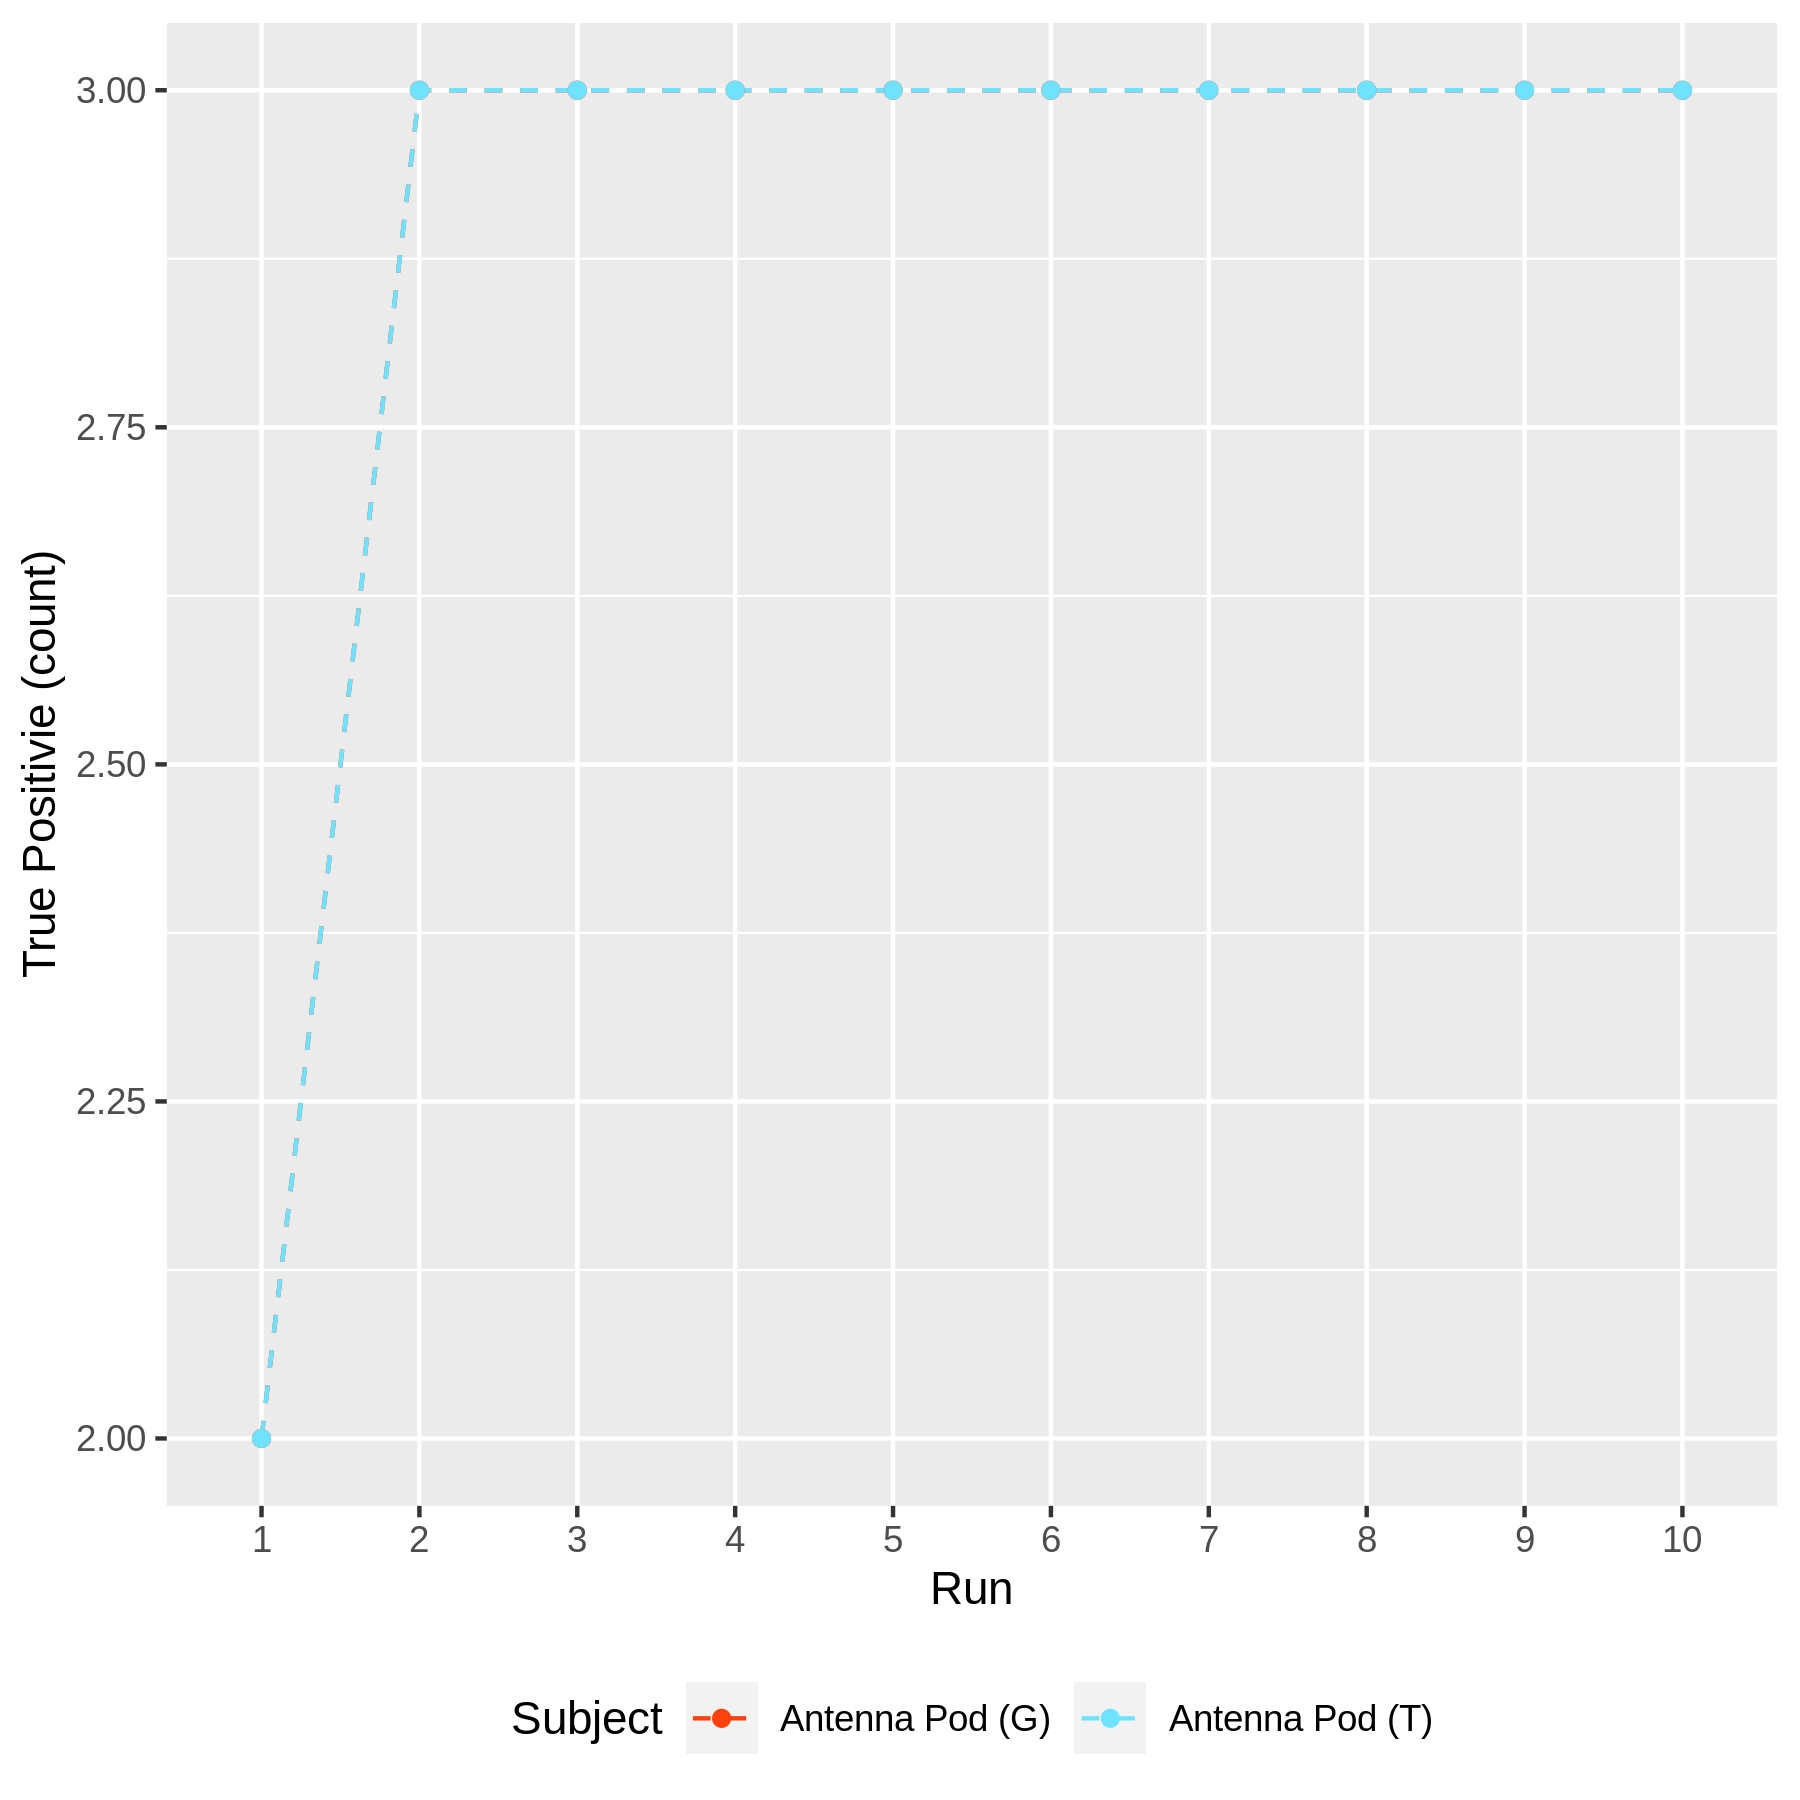 True Positivie (count)
3.00
2.75
2.50
2.25
2.00
1 2 3 4 5 6 7 8 9 10
Run
Subject Antenna Pod (G) Antenna Pod (T)